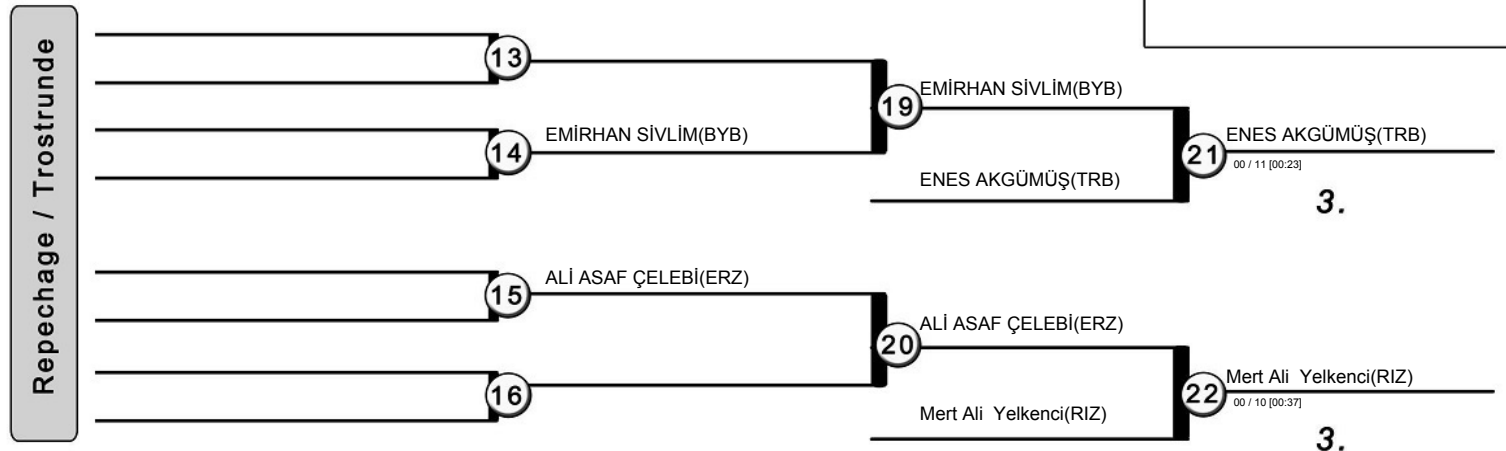 Repechage / Trostrunde
13
14
EMİRHAN SİVLİM(BYB)
19
EMİRHAN SİVLİM(BYB)
ENES AKGÜMÜŞ(TRB)
21
ENES AKGÜMÜŞ(TRB)
00 / 11 [00:23]
3.
15
ALİ ASAF ÇELEBİ(ERZ)
16
20
ALİ ASAF ÇELEBİ(ERZ)
Mert Ali  Yelkenci(RIZ)
22
Mert Ali  Yelkenci(RIZ)
00 / 10 [00:37]
3.